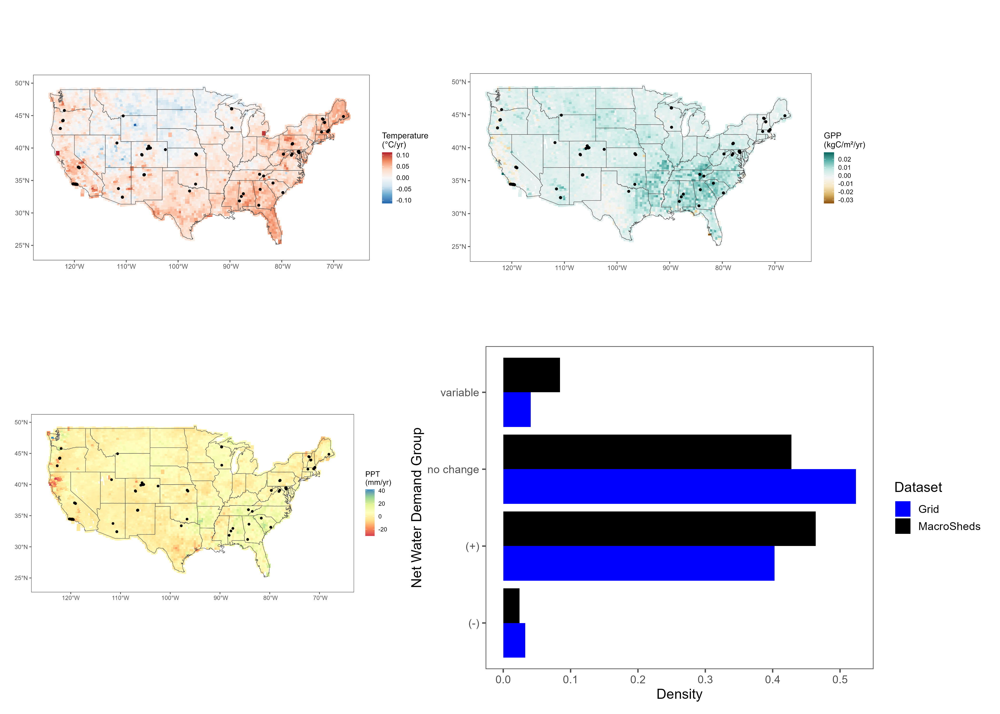 50°N
45°N
40°N
35°N
30°N
25°N
120°W 110°W 100°W 90°W 80°W 70°W
Temperature
(°C/yr)
0.10
0.05
0.00
-0.05
-0.10
50°N
45°N
40°N
35°N
30°N
25°N
120°W 110°W 100°W 90°W 80°W 70°W
GPP
(kgC/m²/yr)
0.02
0.01
0.00
-0.01
-0.02
-0.03
50°N
45°N
40°N
35°N
30°N
25°N
120°W 110°W 100°W 90°W 80°W 70°W
PPT
(mm/yr)
40
20
0
-20
Net Water Demand Group
variable
no change
(+)
(-)
0.0 0.1 0.2 0.3 0.4 0.5
Density
Dataset
Grid
MacroSheds